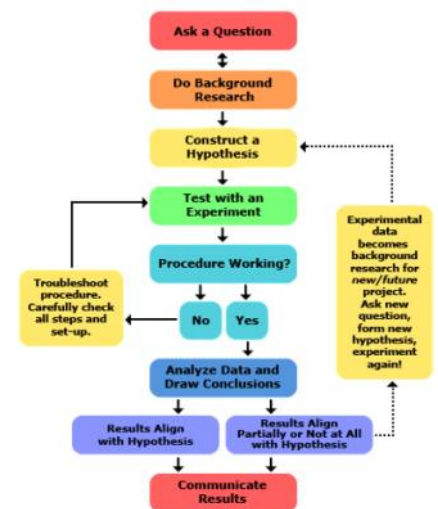 Ask a Question
Do Background
Research
Construct a
Hypothesis
Test with an
Experiment
Procedure Working?
No
Yes
Troubleshoot
procedure.
Carefully check
all steps and
set-up.
Experimental
data
becomes
background
research for
new/future
project.
Ask new
question,
form new
hypothesis,
experiment
again!
Analyze Data and
Draw Conclusions
Results Align
with Hypothesis
Results Align
Partially or Not at All
with Hypothesis
Communicate
Results